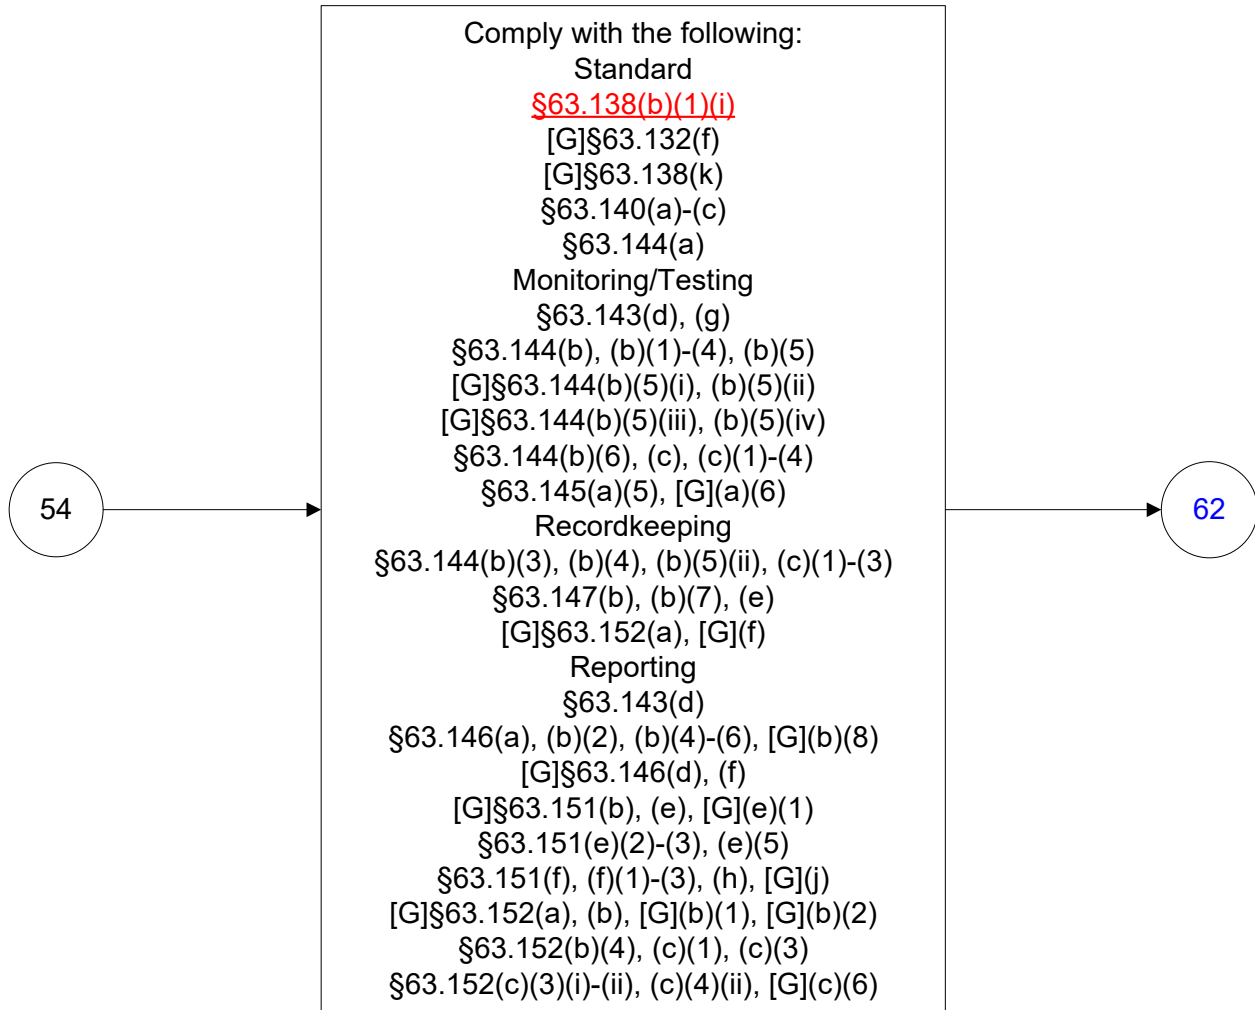 Comply with the following:
Standard
§63.138(b)(1)(i)
[G]§63.132(f)
[G]§63.138(k)
§63.140(a)-(c)
§63.144(a)
Monitoring/Testing
§63.143(d), (g)
§63.144(b), (b)(1)-(4), (b)(5)
[G]§63.144(b)(5)(i), (b)(5)(ii)
[G]§63.144(b)(5)(iii), (b)(5)(iv)
§63.144(b)(6), (c), (c)(1)-(4)
§63.145(a)(5), [G](a)(6)
Recordkeeping
§63.144(b)(3), (b)(4), (b)(5)(ii), (c)(1)-(3)
§63.147(b), (b)(7), (e)
[G]§63.152(a), [G](f)
Reporting
§63.143(d)
§63.146(a), (b)(2), (b)(4)-(6), [G](b)(8)
[G]§63.146(d), (f)
[G]§63.151(b), (e), [G](e)(1)
§63.151(e)(2)-(3), (e)(5)
§63.151(f), (f)(1)-(3), (h), [G](j)
[G]§63.152(a), (b), [G](b)(1), [G](b)(2)
§63.152(b)(4), (c)(1), (c)(3)
§63.152(c)(3)(i)-(ii), (c)(4)(ii), [G](c)(6)
54
62